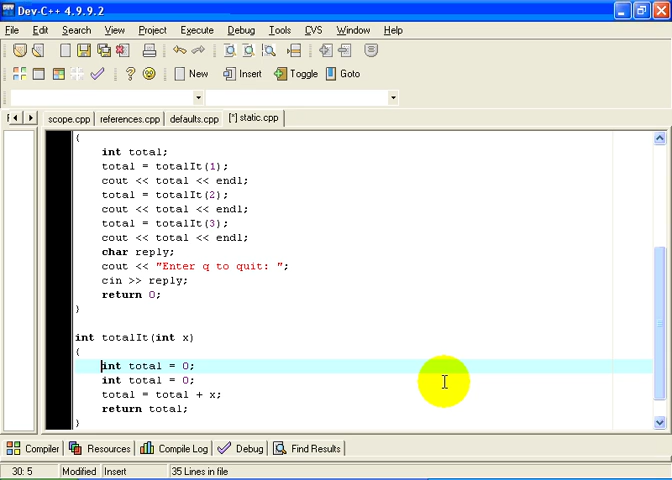 Dev-C++ 4.9.9.2
File Edit Search View Project Execute Debug Tools CVS Window Help
New Insert Toggle Goto
scope.cpp references.cpp defaults.cpp [*] static.cpp
{
int total;
total = totalIt(1);
cout << total << endl;
total = totalIt(2);
cout << total << endl;
total = totalIt(3);
cout << total << endl;
char reply;
cout << "Enter q to quit: ";
cin >> reply;
return 0;
}
int totalIt(int x)
{
int total = 0;
int total = 0;
total = total + x;
return total;
}
Compiler Resources Compile Log Debug Find Results
30: 5 Modified Insert 35 Lines in file